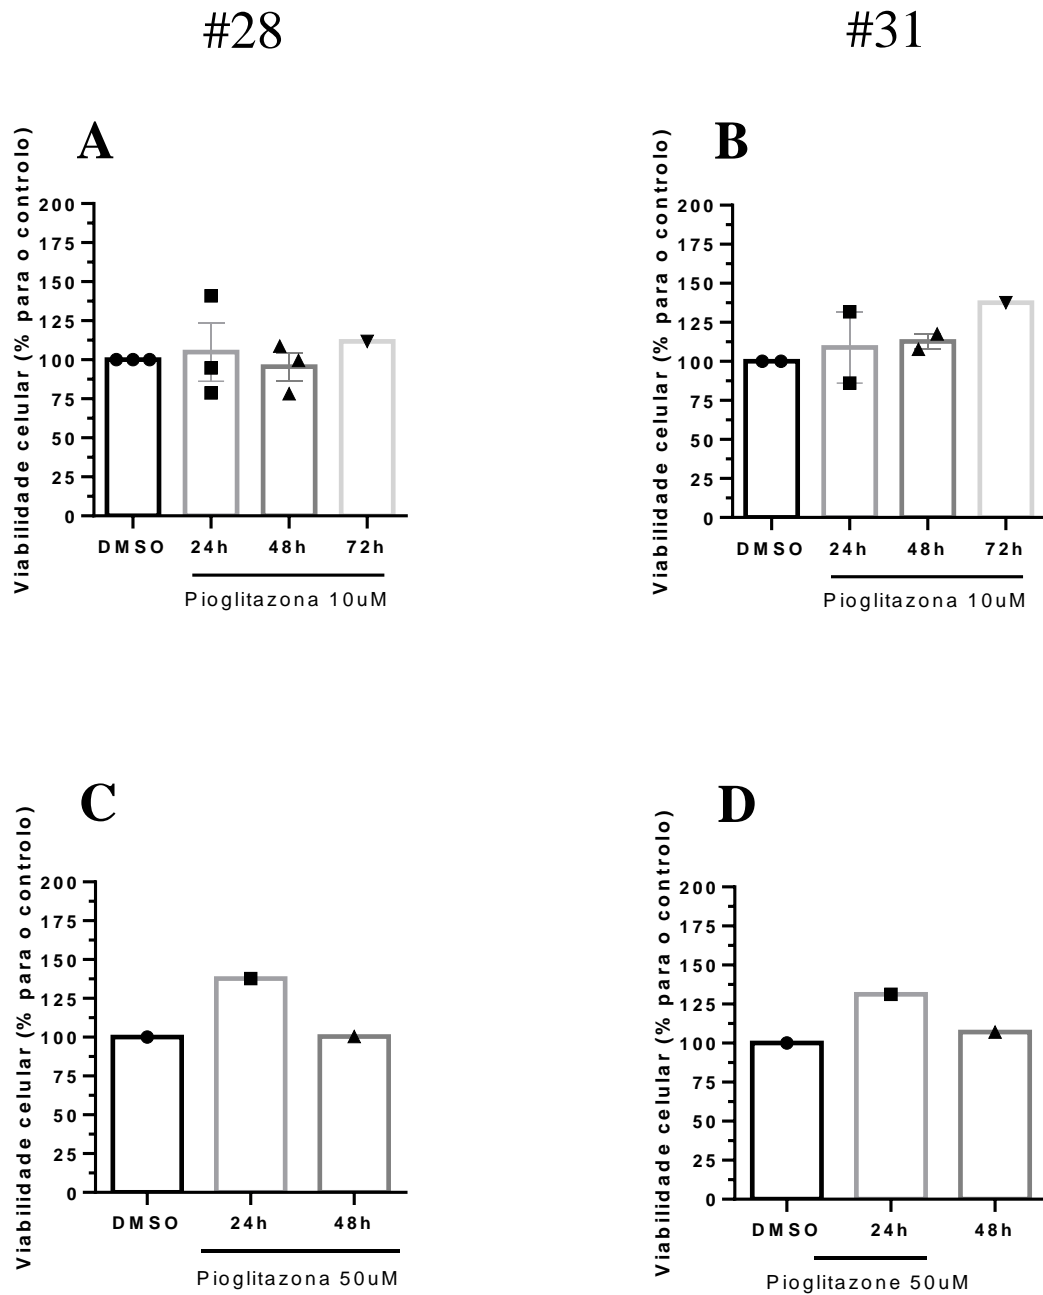 #28
#31
A
Viabilidade celular (% para o controlo)
200
175
150
125
100
75
50
25
0
DMSO 24h 48h 72h
Pioglitazona 10uM
B
Viabilidade celular (% para o controlo)
200
175
150
125
100
75
50
25
0
DMSO 24h 48h 72h
Pioglitazona 10uM
C
Viabilidade celular (% para o controlo)
200
175
150
125
100
75
50
25
0
DMSO 24h 48h
Pioglitazona 50uM
D
Viabilidade celular (% para o controlo)
200
175
150
125
100
75
50
25
0
DMSO 24h 48h
Pioglitazone 50uM